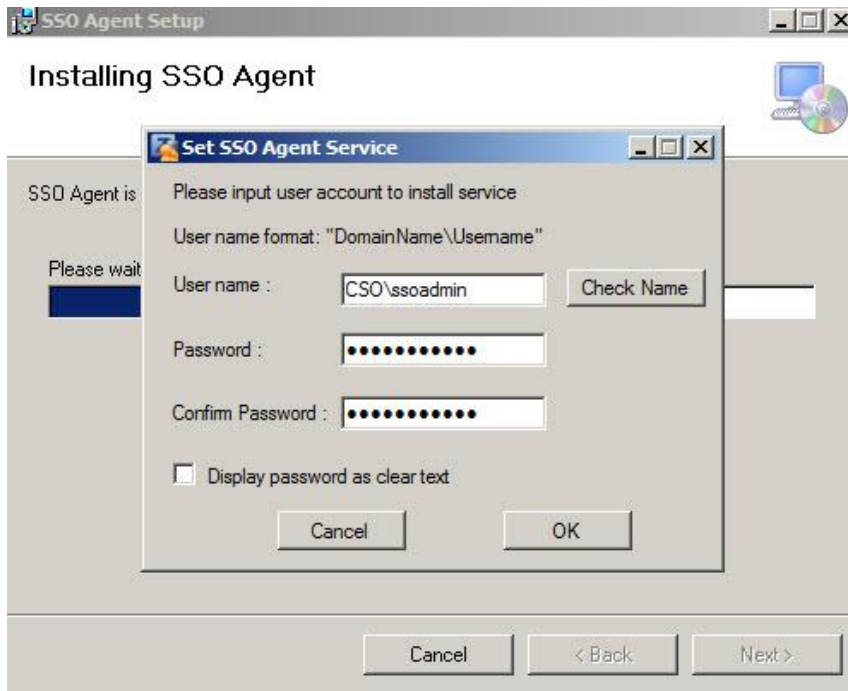 SSO Agent Setup
Installing SSO Agent
Set SSO Agent Service
SSO Agent is
Please input user account to install service
User name format: "DomainName\Username"
Please wait
User name :
CSO\ssoadmin
Check Name
Password :
●●●●●●●●●●●
Confirm Password :
●●●●●●●●●●●
Display password as clear text
Cancel
OK
Cancel
< Back
Next >